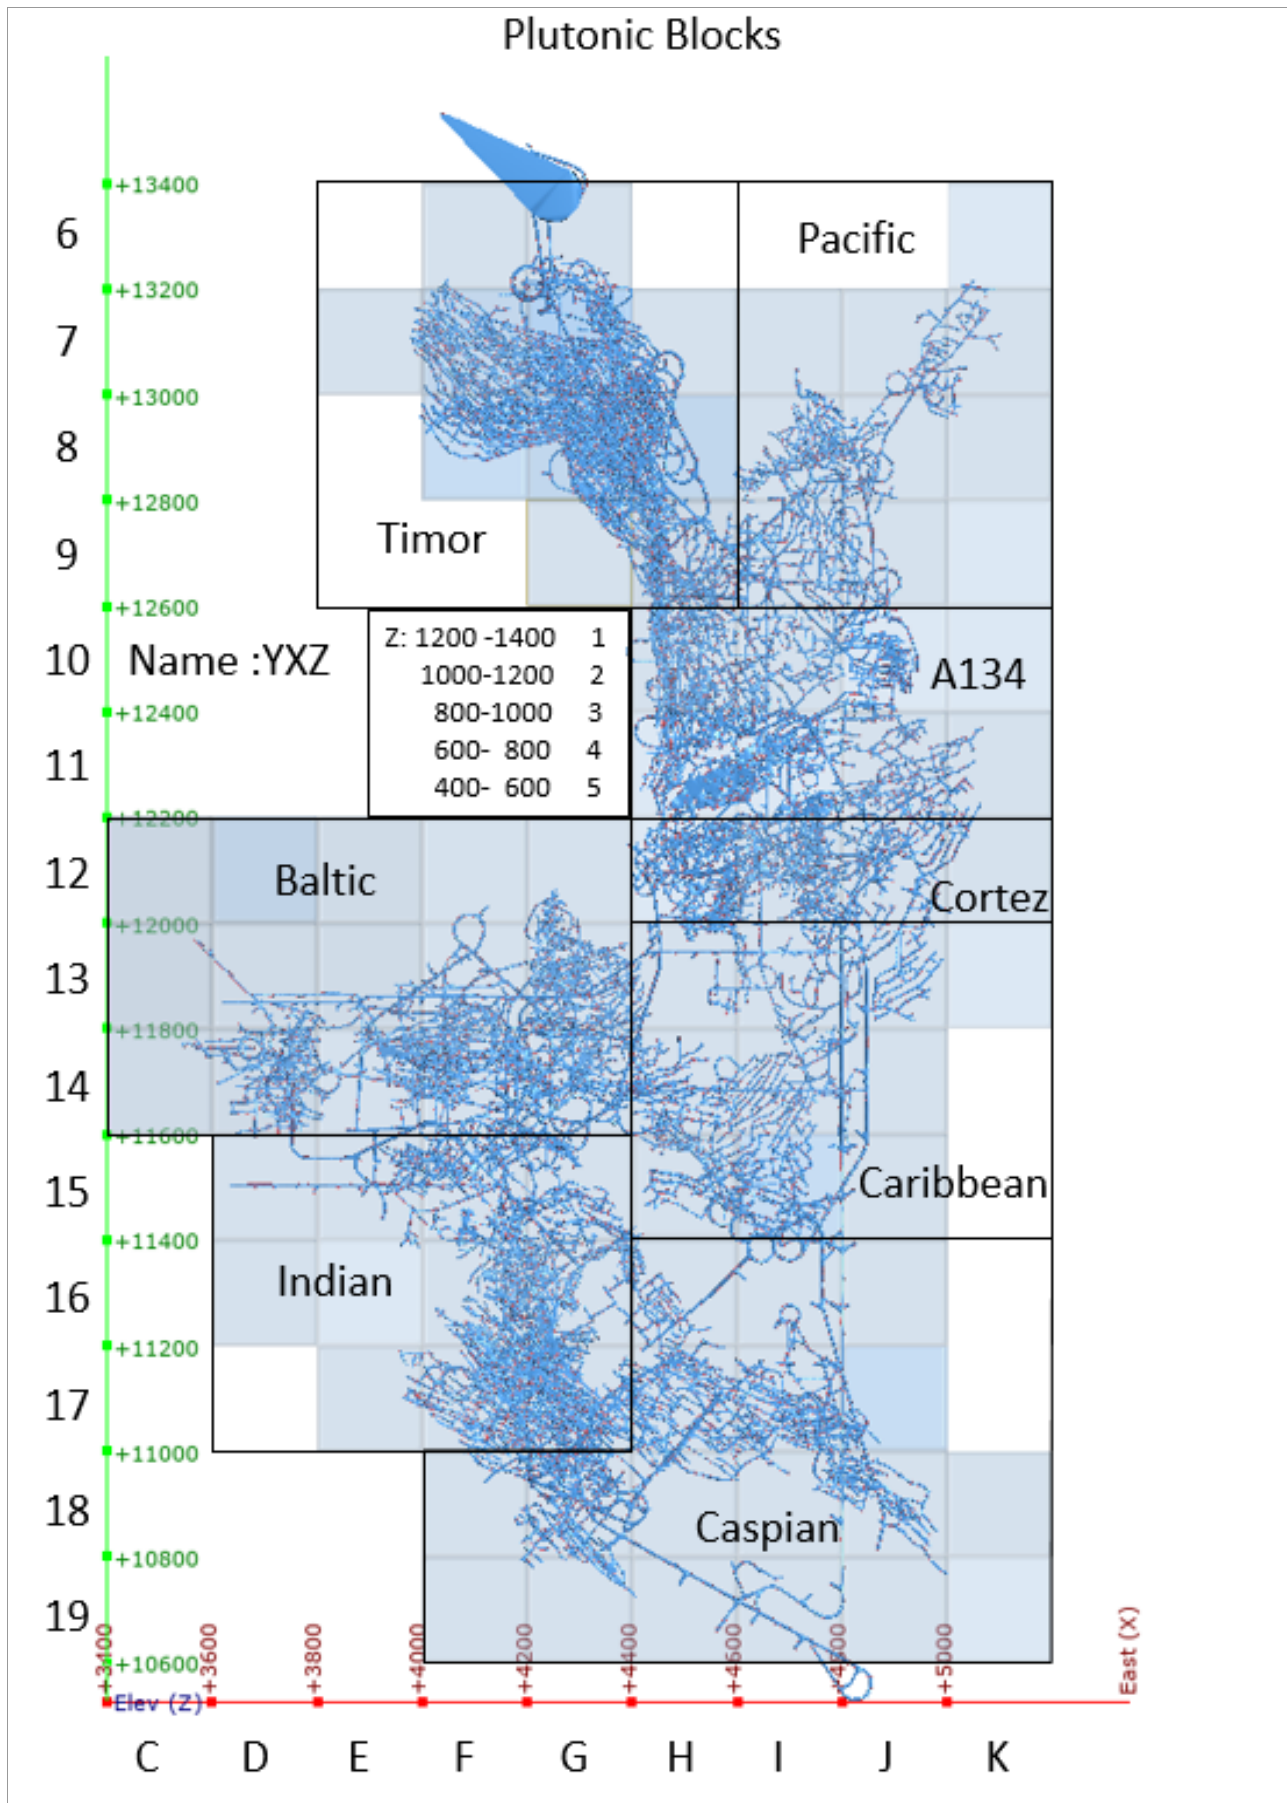 Plutonic Blocks
+13400
6
Pacific
+13200
7
+13000
8
+12800
Timor
9
+12600
Z: 1200 -1400 1
10
Name :YXZ
1000-1200 2
A134
+12400
800-1000 3
600- 800 4
11
400- 600 5
+12200
12
Baltic
Cortez
+12000
13
+11800
14
+11600
15
Caribbean
+11400
Indian
16
+11200
17
+11000
18
Caspian
+10800
19
+10600
+3400
+3600
+3800
+4000
+4200
+4400
+4600
+4800
+5000
East (X)
Elev (Z)
C D E F G H I J K